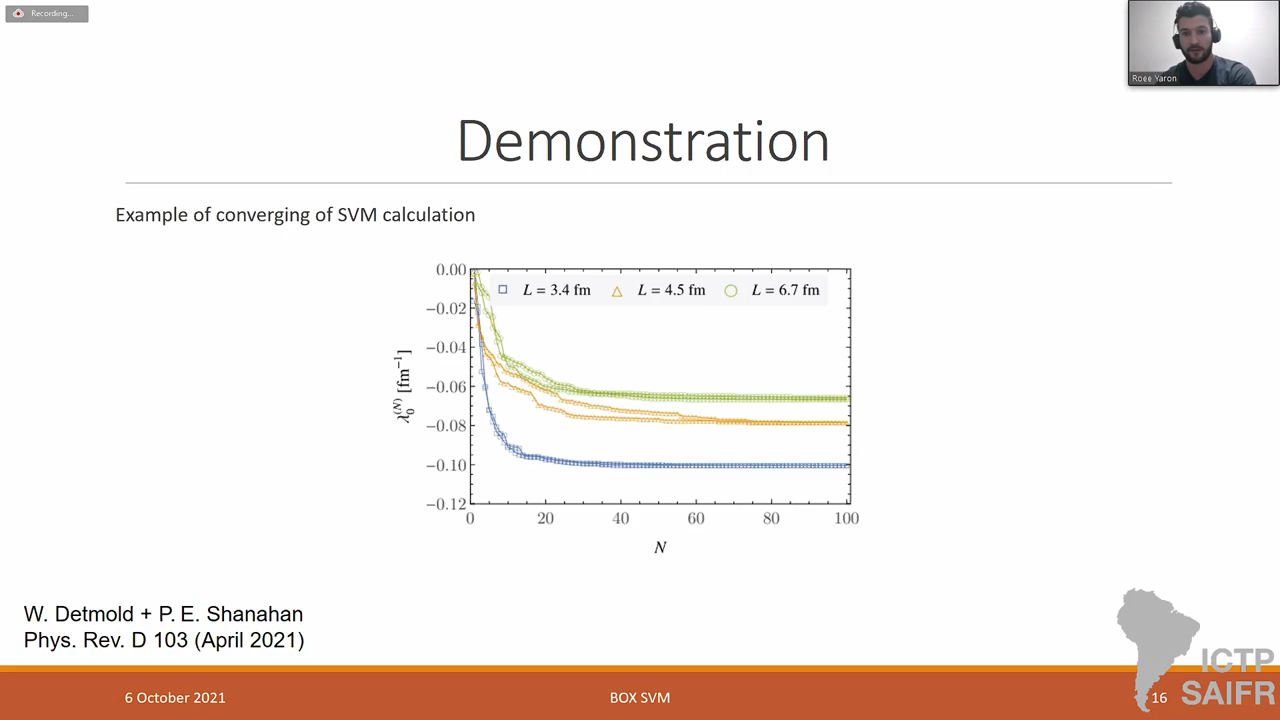 Recording...
Roee Yaron
Demonstration
Example of converging of SVM calculation
L = 3.4 fm
L = 4.5 fm
L = 6.7 fm
0.00
−0.02
−0.04
−0.06
−0.08
−0.10
−0.12
λ₀⁽ᴺ⁾ [fm⁻¹]
0 20 40 60 80 100
N
W. Detmold + P. E. Shanahan
Phys. Rev. D 103 (April 2021)
ICTP
SAIFR
6 October 2021
BOX SVM
16